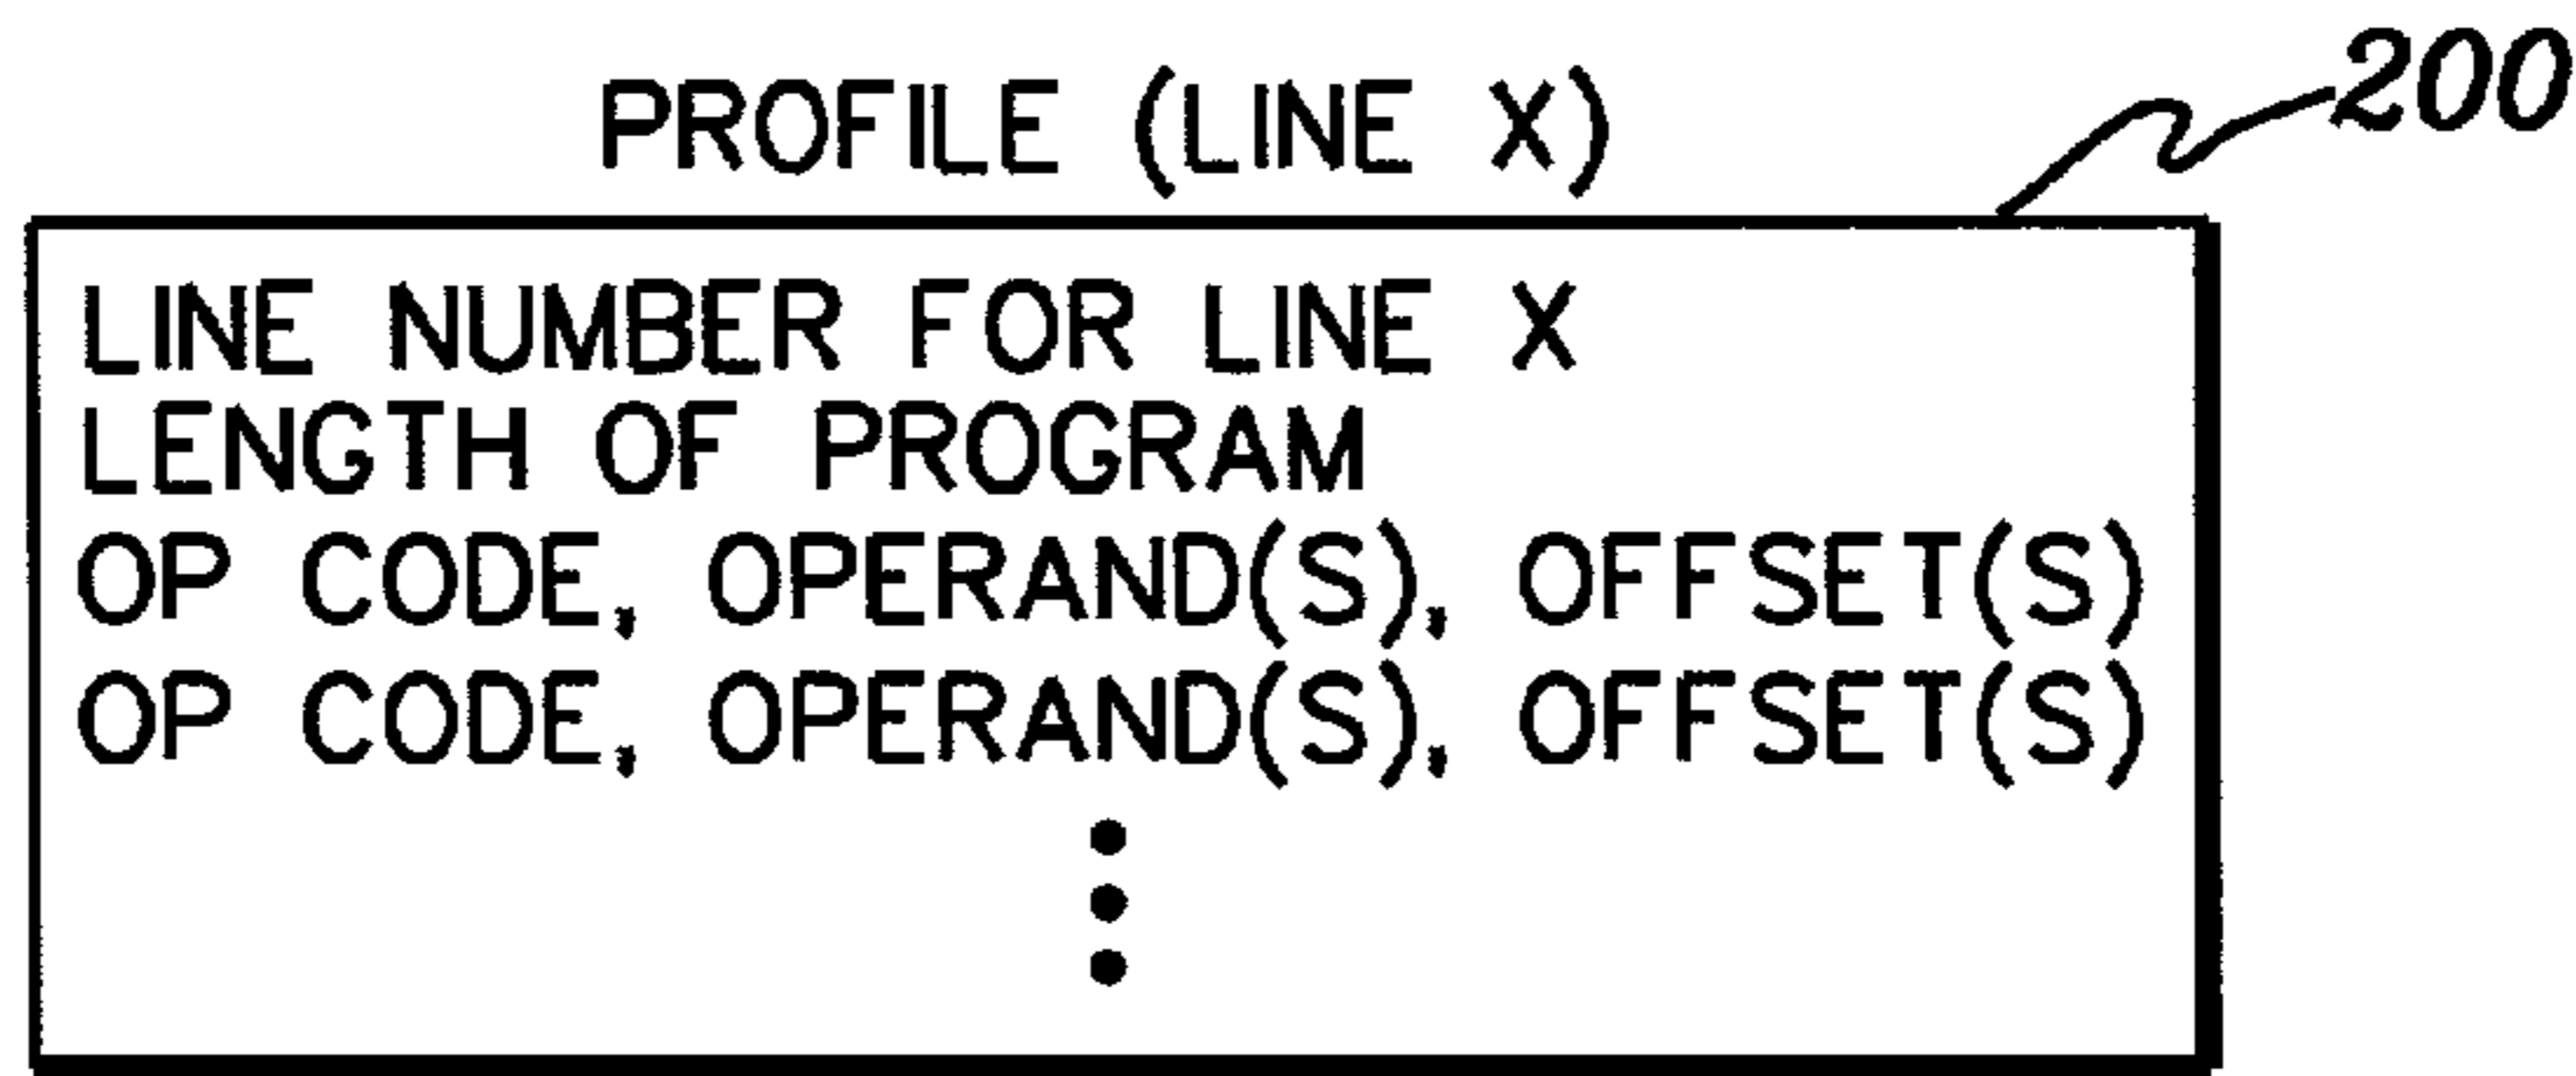 PROFILE (LINE X)
200
LINE NUMBER FOR LINE X
LENGTH OF PROGRAM
OP CODE, OPERAND(S), OFFSET(S)
OP CODE, OPERAND(S), OFFSET(S)